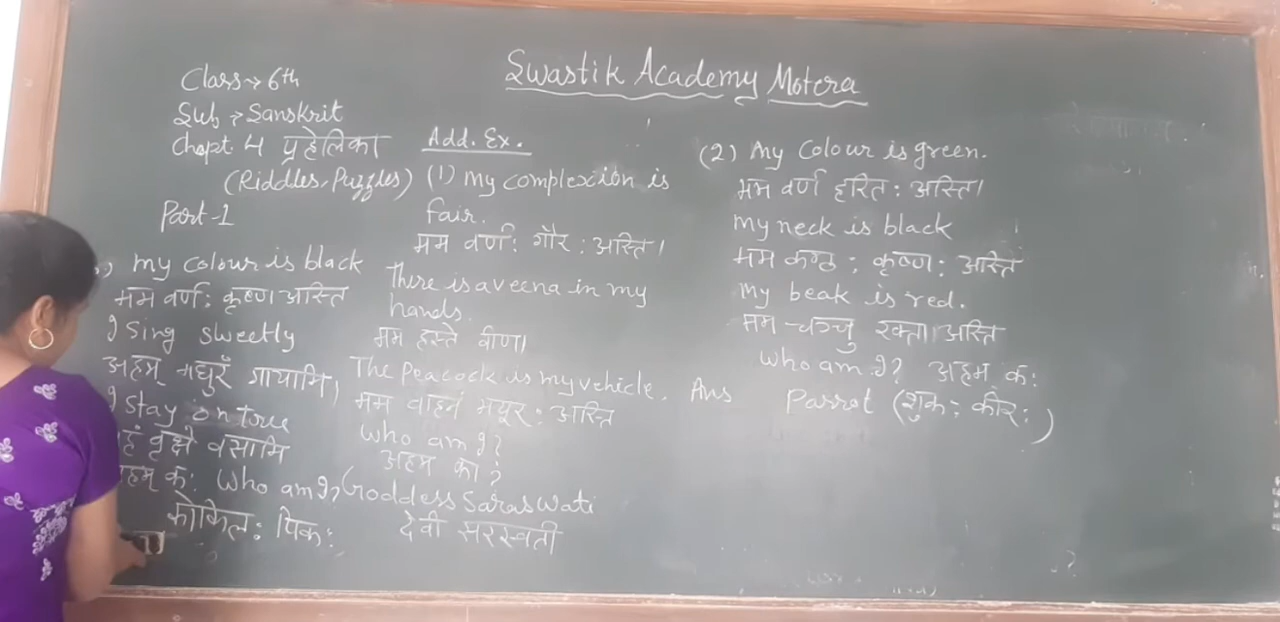 Swastik Academy Motera
Class → 6th
Sub → Sanskrit
Chapt. 4 प्रहेलिका
(Riddles, Puzzles)
Part-1
) my colour is black
मम वर्ण: कृष्ण अस्ति
I sing sweetly
अहम् मधुरँ गायामि,
I stay on tree
हं वृक्षे वसामि
हम् क: Who am I?
कोकिल: पिक:
Add. Ex.
(1) my complexion is
fair.
मम वर्ण: गौर: अस्ति।
There is a veena in my
hands.
मम हस्ते वीणा
The Peacock is my vehicle.
मम वाहनं मयूर: अस्ति
Who am I?
अहम का?
Goddess Saraswati
देवी सरस्वती
(2) my Colour is green.
मम वर्ण हरित: अस्ति।
my neck is black
मम कण्ठ: कृष्ण: अस्ति
my beak is red.
मम चञ्चु रक्ता अस्ति
Who am I? अहम क:
Ans Parrot (शुक: कीर:)